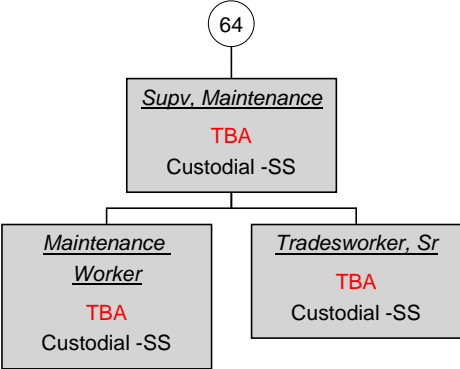 64
Supv, Maintenance
TBA
Custodial -SS
Maintenance
Worker
TBA
Custodial -SS
Tradesworker, Sr
TBA
Custodial -SS